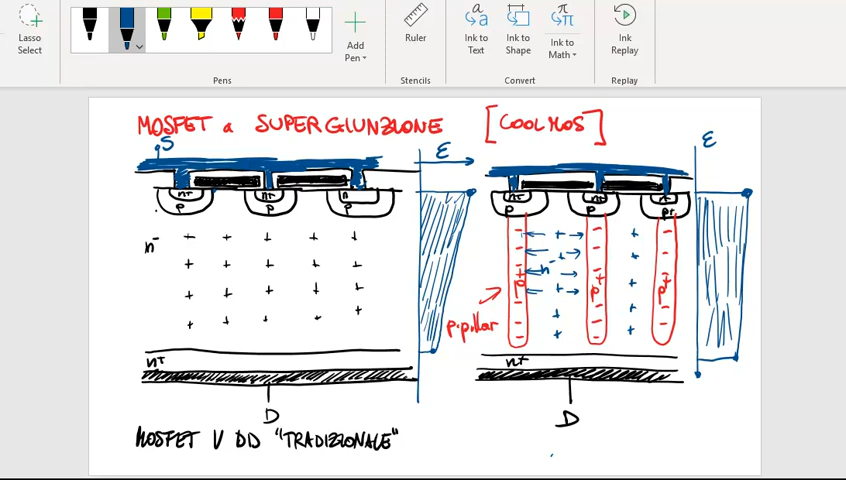 Lasso Select
Add Pen
Ruler
Ink to Text
Ink to Shape
Ink to Math
Ink Replay
Pens
Stencils
Convert
Replay
MOSFET a SUPERGIUNZIONE [COOLMOS]
S
ε
ε
n+ n+ n
p p p
n+ n+ n+
p p p+
n-
+ + + + +
+ + + + +
+ + + + +
+ + + + +
n-
p+ p+ p+
p-pillar
n+
n+
D
D
MOSFET V DD "TRADIZIONALE"